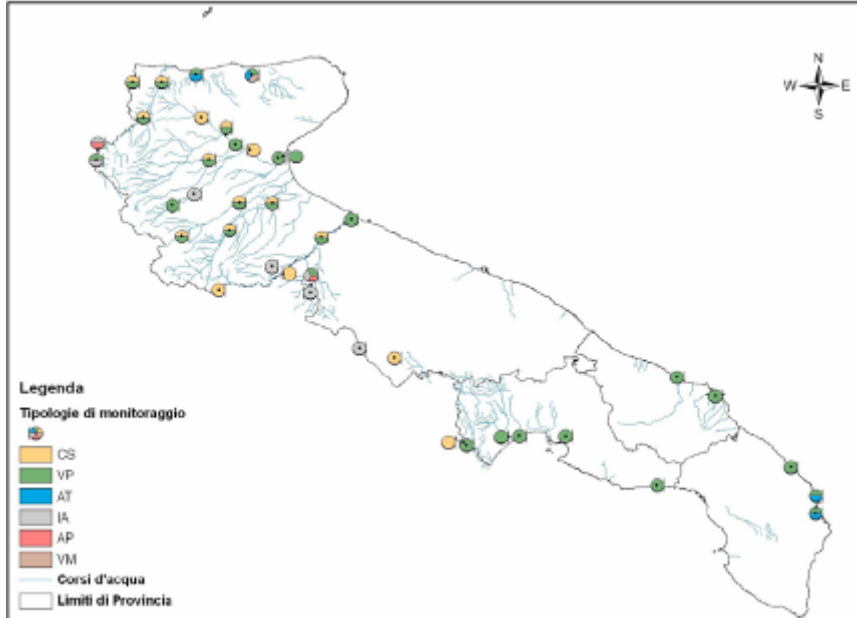 N
W E
S
Legenda
Tipologie di monitoraggio
CS
VP
AT
IA
AP
VM
Corsi d'acqua
Limiti di Provincia